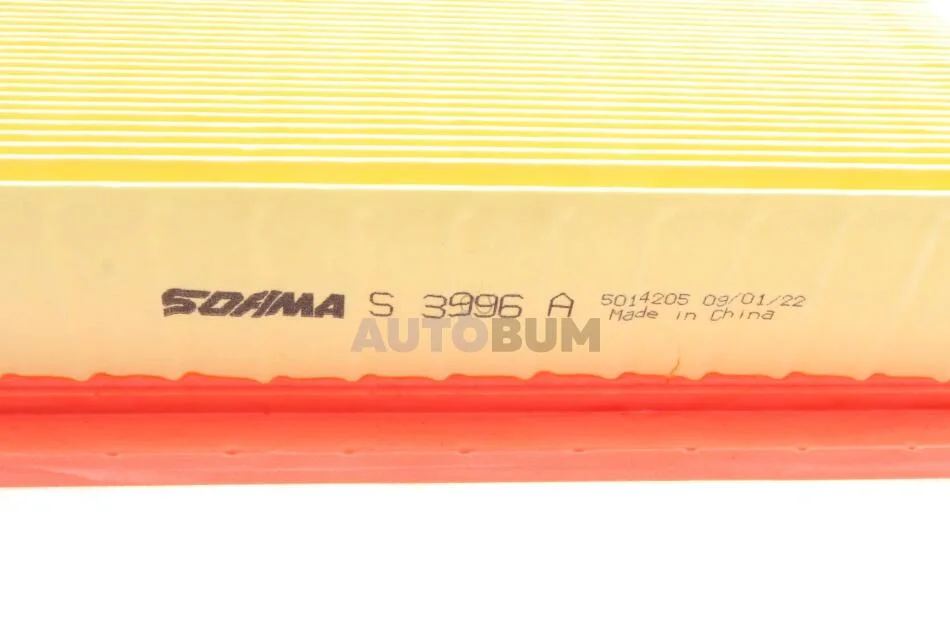 SOFIMA S 3996 A 5014205 09/01/22
Made in China
AUTOBUM